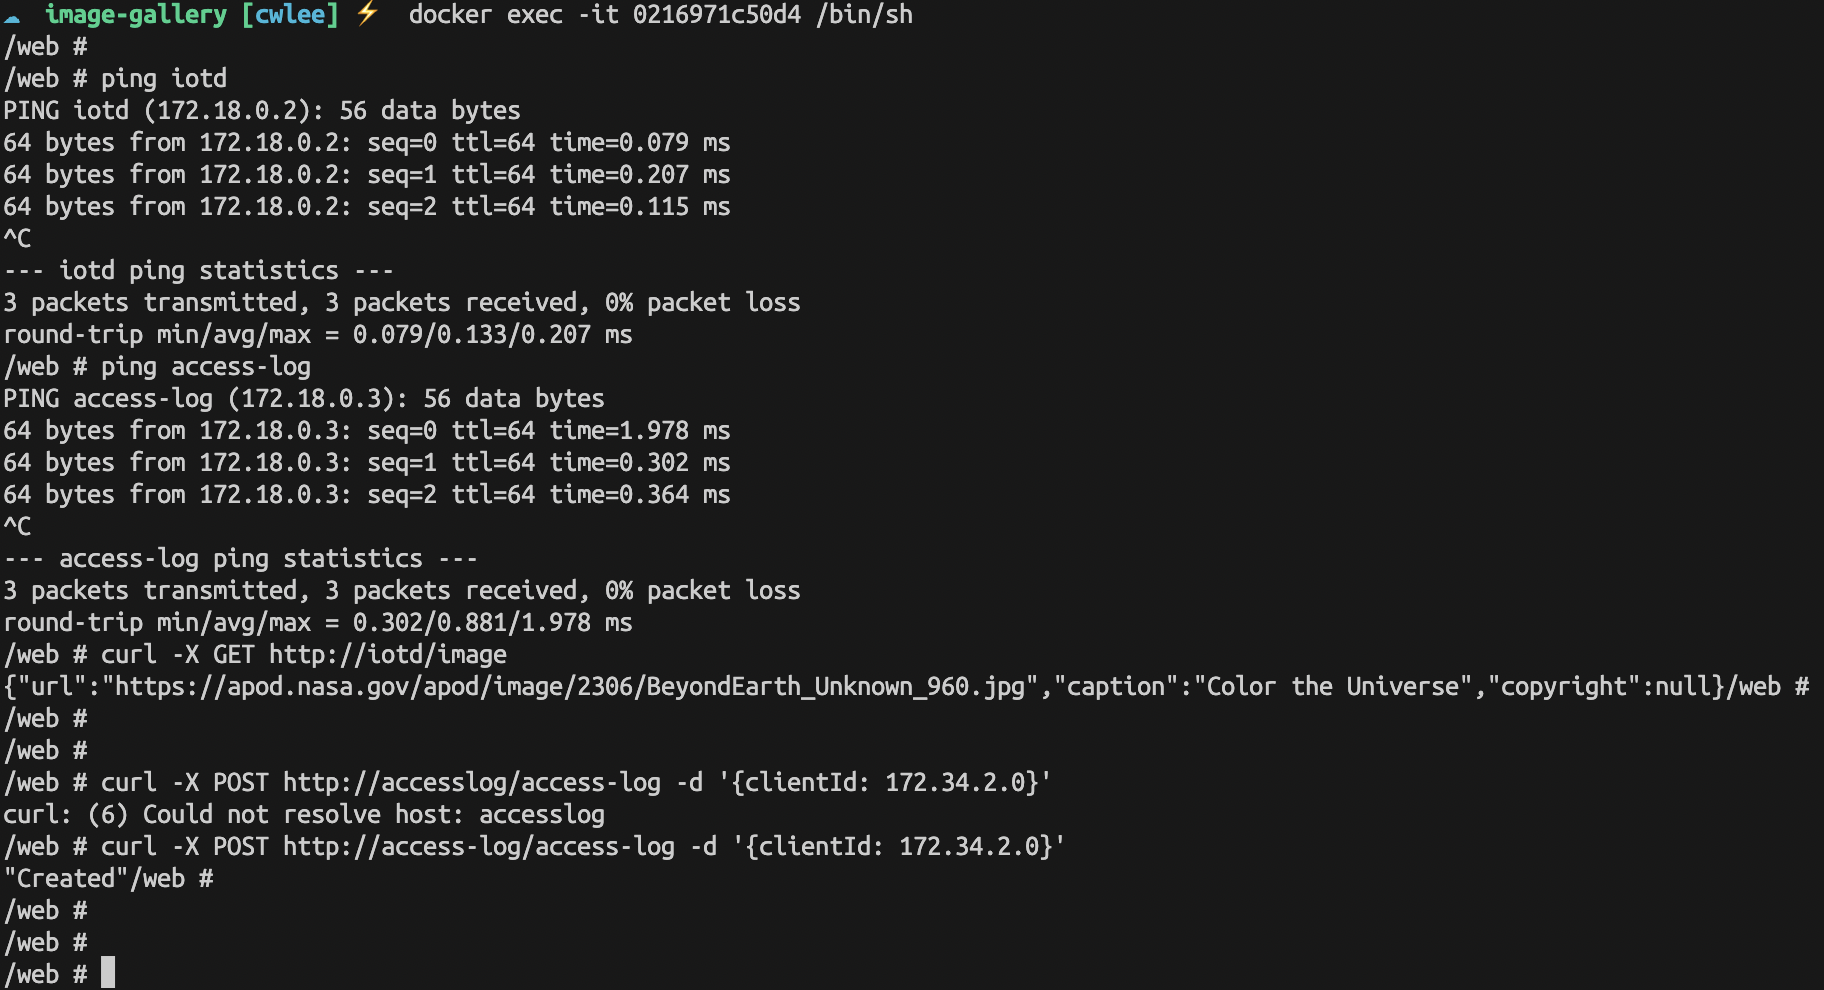 image-gallery [cwlee] ⚡ docker exec -it 0216971c50d4 /bin/sh
/web #
/web # ping iotd
PING iotd (172.18.0.2): 56 data bytes
64 bytes from 172.18.0.2: seq=0 ttl=64 time=0.079 ms
64 bytes from 172.18.0.2: seq=1 ttl=64 time=0.207 ms
64 bytes from 172.18.0.2: seq=2 ttl=64 time=0.115 ms
^C
--- iotd ping statistics ---
3 packets transmitted, 3 packets received, 0% packet loss
round-trip min/avg/max = 0.079/0.133/0.207 ms
/web # ping access-log
PING access-log (172.18.0.3): 56 data bytes
64 bytes from 172.18.0.3: seq=0 ttl=64 time=1.978 ms
64 bytes from 172.18.0.3: seq=1 ttl=64 time=0.302 ms
64 bytes from 172.18.0.3: seq=2 ttl=64 time=0.364 ms
^C
--- access-log ping statistics ---
3 packets transmitted, 3 packets received, 0% packet loss
round-trip min/avg/max = 0.302/0.881/1.978 ms
/web # curl -X GET http://iotd/image
{"url":"https://apod.nasa.gov/apod/image/2306/BeyondEarth_Unknown_960.jpg","caption":"Color the Universe","copyright":null}/web #
/web #
/web #
/web # curl -X POST http://accesslog/access-log -d '{clientId: 172.34.2.0}'
curl: (6) Could not resolve host: accesslog
/web # curl -X POST http://access-log/access-log -d '{clientId: 172.34.2.0}'
"Created"/web #
/web #
/web #
/web #